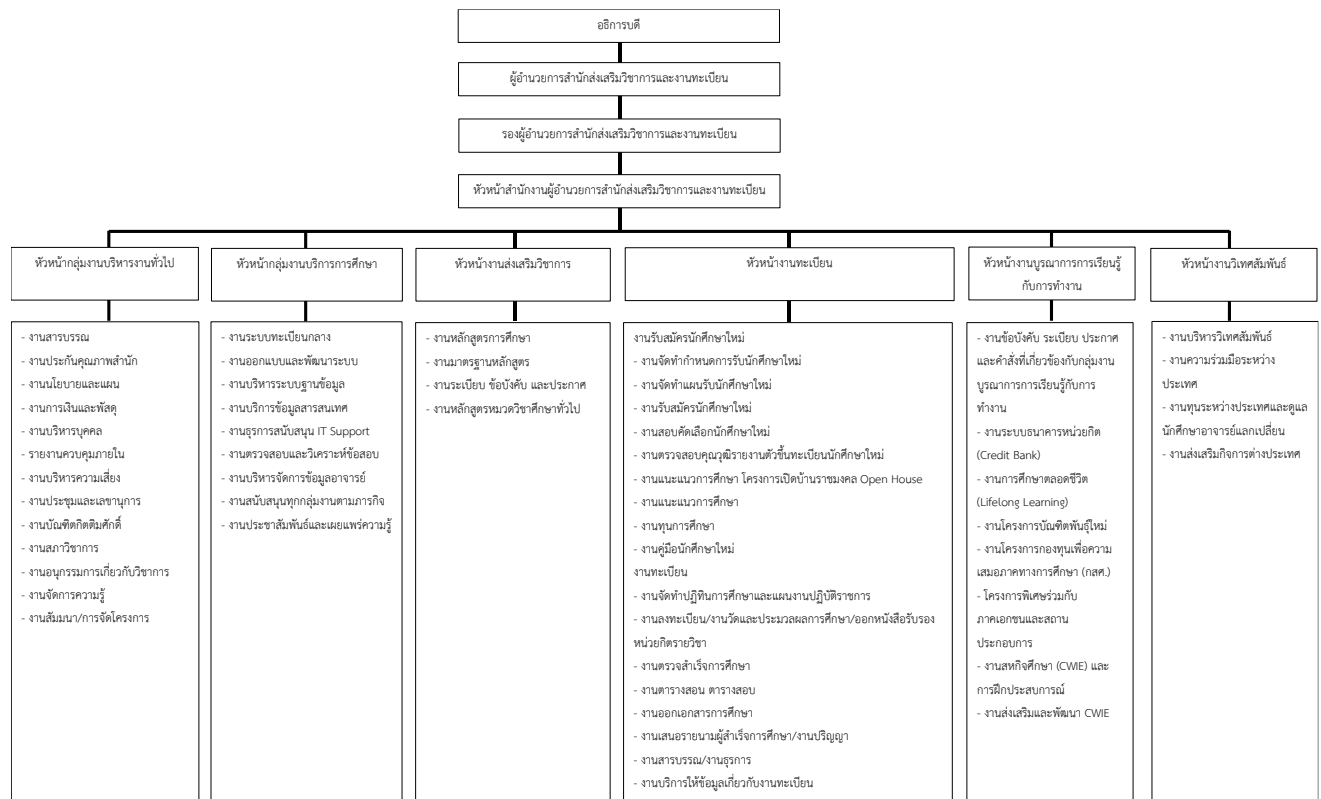 อธิการบดี
ผู้อำนวยการสำนักส่งเสริมวิชาการและงานทะเบียน
รองผู้อำนวยการสำนักส่งเสริมวิชาการและงานทะเบียน
หัวหน้าสำนักงานผู้อำนวยการสำนักส่งเสริมวิชาการและงานทะเบียน
หัวหน้ากลุ่มงานบริหารงานทั่วไป
- งานสารบรรณ
- งานประกันคุณภาพสำนัก
- งานนโยบายและแผน
- งานการเงินและพัสดุ
- งานบริหารบุคคล
- รายงานควบคุมภายใน
- งานบริหารความเสี่ยง
- งานประชุมและเลขานุการ
- งานบัณฑิตกิตติมศักดิ์
- งานสภาวิชาการ
- งานอนุกรรมการเกี่ยวกับวิชาการ
- งานจัดการความรู้
- งานสัมมนา/การจัดโครงการ
หัวหน้ากลุ่มงานบริการการศึกษา
- งานระบบทะเบียนกลาง
- งานออกแบบและพัฒนาระบบ
- งานบริหารระบบฐานข้อมูล
- งานบริการข้อมูลสารสนเทศ
- งานธุรการสนับสนุน IT Support
- งานตรวจสอบและวิเคราะห์ข้อสอบ
- งานบริหารจัดการข้อมูลอาจารย์
- งานสนับสนุนทุกกลุ่มงานตามภารกิจ
- งานประชาสัมพันธ์และเผยแพร่ความรู้
หัวหน้างานส่งเสริมวิชาการ
- งานหลักสูตรการศึกษา
- งานมาตรฐานหลักสูตร
- งานระเบียบ ข้อบังคับ และประกาศ
- งานหลักสูตรหมวดวิชาศึกษาทั่วไป
หัวหน้างานทะเบียน
งานรับสมัครนักศึกษาใหม่
- งานจัดทำกำหนดการรับนักศึกษาใหม่
- งานจัดทำแผนรับนักศึกษาใหม่
- งานรับสมัครนักศึกษาใหม่
- งานสอบคัดเลือกนักศึกษาใหม่
- งานตรวจสอบคุณวุฒิรายงานตัวขึ้นทะเบียนนักศึกษาใหม่
- งานแนะแนวการศึกษา โครงการเปิดบ้านราชมงคล Open House
- งานแนะแนวการศึกษา
- งานทุนการศึกษา
- งานคู่มือนักศึกษาใหม่
งานทะเบียน
- งานจัดทำปฏิทินการศึกษาและแผนงานปฏิบัติราชการ
- งานลงทะเบียน/งานวัดและประมวลผลการศึกษา/ออกหนังสือรับรอง
หน่วยกิตรายวิชา
- งานตรวจสำเร็จการศึกษา
- งานตารางสอน ตารางสอบ
- งานออกเอกสารการศึกษา
- งานเสนอรายนามผู้สำเร็จการศึกษา/งานปริญญา
- งานสารบรรณ/งานธุรการ
- งานบริการให้ข้อมูลเกี่ยวกับงานทะเบียน
หัวหน้างานบูรณาการการเรียนรู้
กับการทำงาน
- งานข้อบังคับ ระเบียบ ประกาศ
และคำสั่งที่เกี่ยวข้องกับกลุ่มงาน
บูรณาการการเรียนรู้กับการ
ทำงาน
- งานระบบธนาคารหน่วยกิต
(Credit Bank)
- งานการศึกษาตลอดชีวิต
(Lifelong Learning)
- งานโครงการบัณฑิตพันธุ์ใหม่
- งานโครงการกองทุนเพื่อความ
เสมอภาคทางการศึกษา (กสศ.)
- โครงการพิเศษร่วมกับ
ภาคเอกชนและสถาน
ประกอบการ
- งานสหกิจศึกษา (CWIE) และ
การฝึกประสบการณ์
- งานส่งเสริมและพัฒนา CWIE
หัวหน้างานวิเทศสัมพันธ์
- งานบริหารวิเทศสัมพันธ์
- งานความร่วมมือระหว่าง
ประเทศ
- งานทุนระหว่างประเทศและดูแล
นักศึกษาอาจารย์แลกเปลี่ยน
- งานส่งเสริมกิจการต่างประเทศ